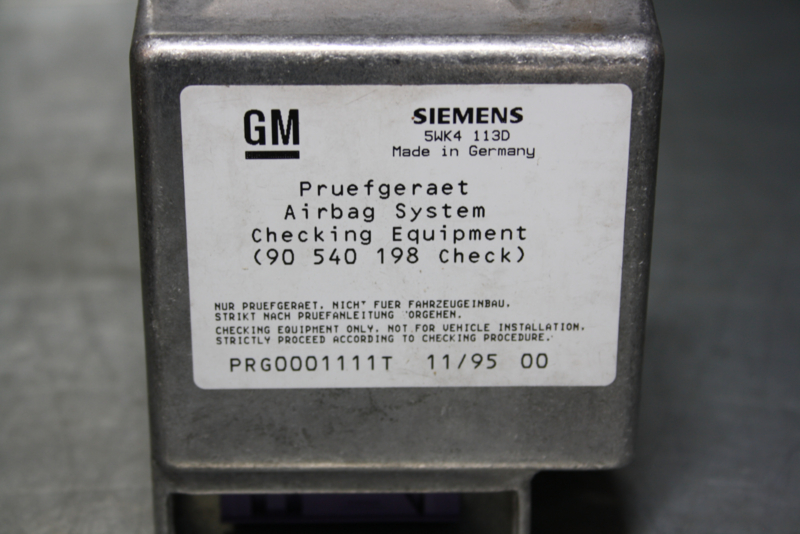 GM
SIEMENS
5WK4 113D
Made in Germany
Pruefgeraet
Airbag System
Checking Equipment
(90 540 198 Check)
NUR PRUEFGERAET, NICH FUER FAHRZEUGEINBAU.
STRIKT NACH PRUEFANLEITUNG ORGEHEN.
CHECKING EQUIPMENT ONLY, NOT FOR VEHICLE INSTALLATION.
STRICTLY PROCEED ACCORDING TO CHECKING PROCEDURE.
PRG0001111T 11/95 00